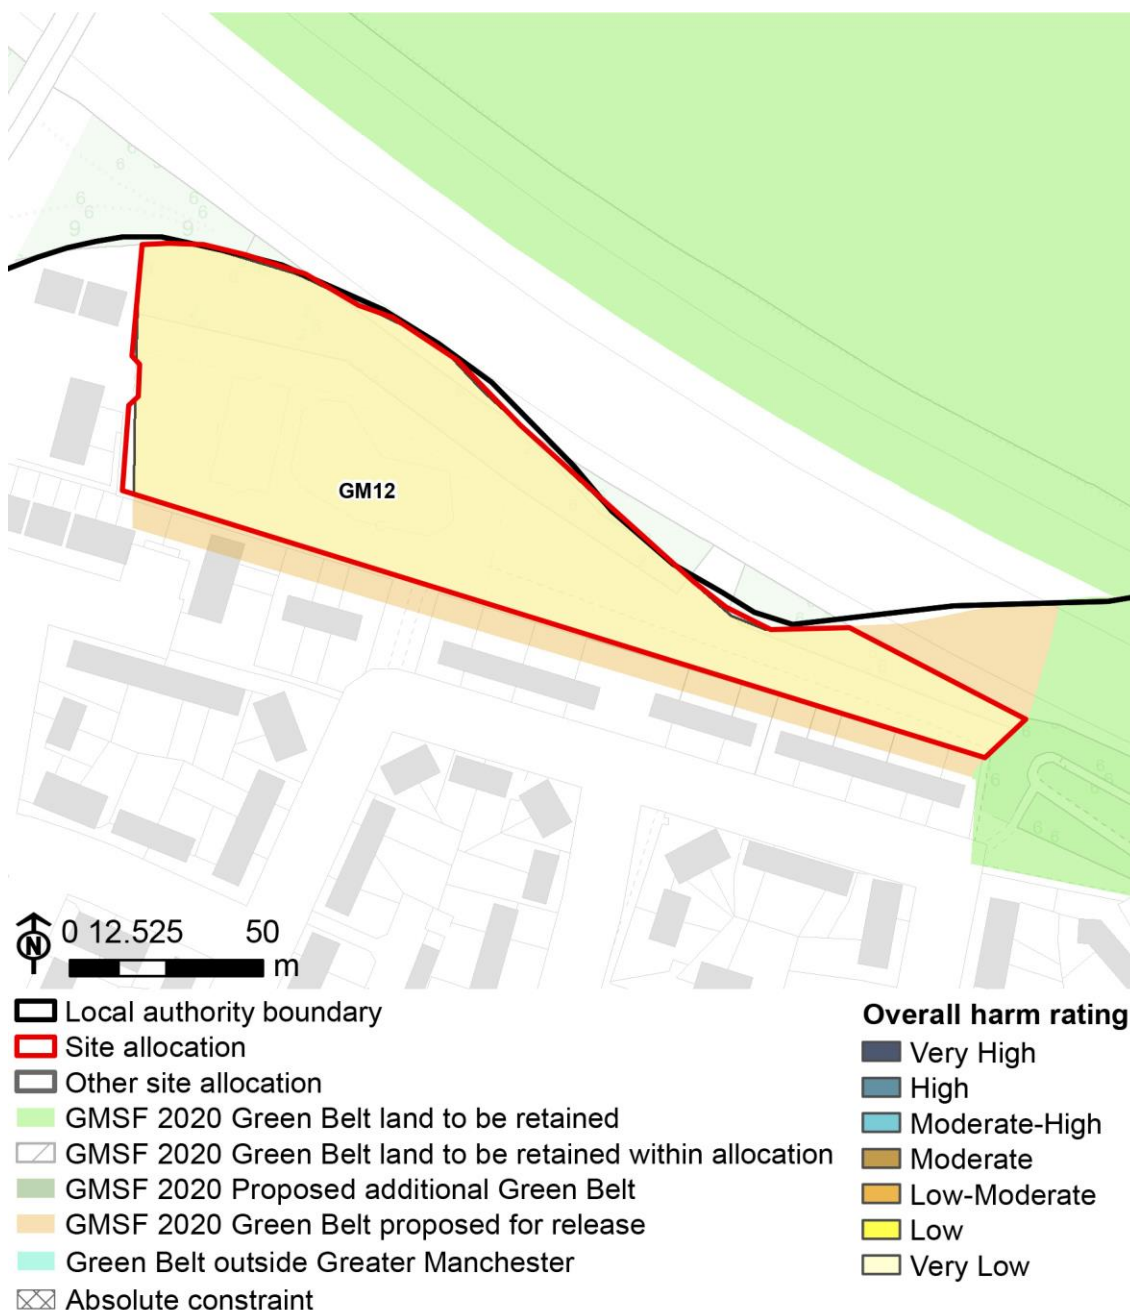 GM12
N
0 12.525 50
m
Local authority boundary
Site allocation
Other site allocation
GMSF 2020 Green Belt land to be retained
GMSF 2020 Green Belt land to be retained within allocation
GMSF 2020 Proposed additional Green Belt
GMSF 2020 Green Belt proposed for release
Green Belt outside Greater Manchester
Absolute constraint
Overall harm rating
Very High
High
Moderate-High
Moderate
Low-Moderate
Low
Very Low